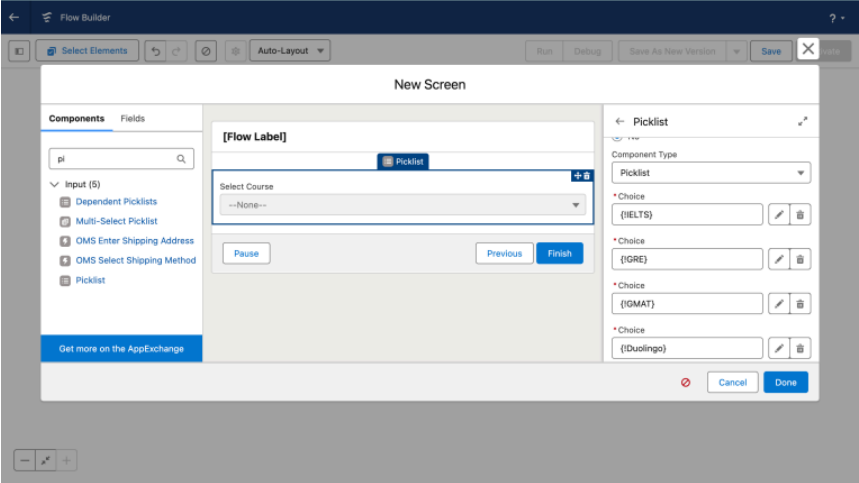 Flow Builder
?
Select Elements
Auto-Layout
Run
Debug
Save As New Version
Save
New Screen
Components
Fields
pi
Input (5)
Dependent Picklists
Multi-Select Picklist
OMS Enter Shipping Address
OMS Select Shipping Method
Picklist
Get more on the AppExchange
[Flow Label]
Picklist
Select Course
--None--
Pause
Previous
Finish
Picklist
No
Component Type
Picklist
* Choice
{!IELTS}
* Choice
{!GRE}
* Choice
{!GMAT}
* Choice
{!Duolingo}
Cancel
Done